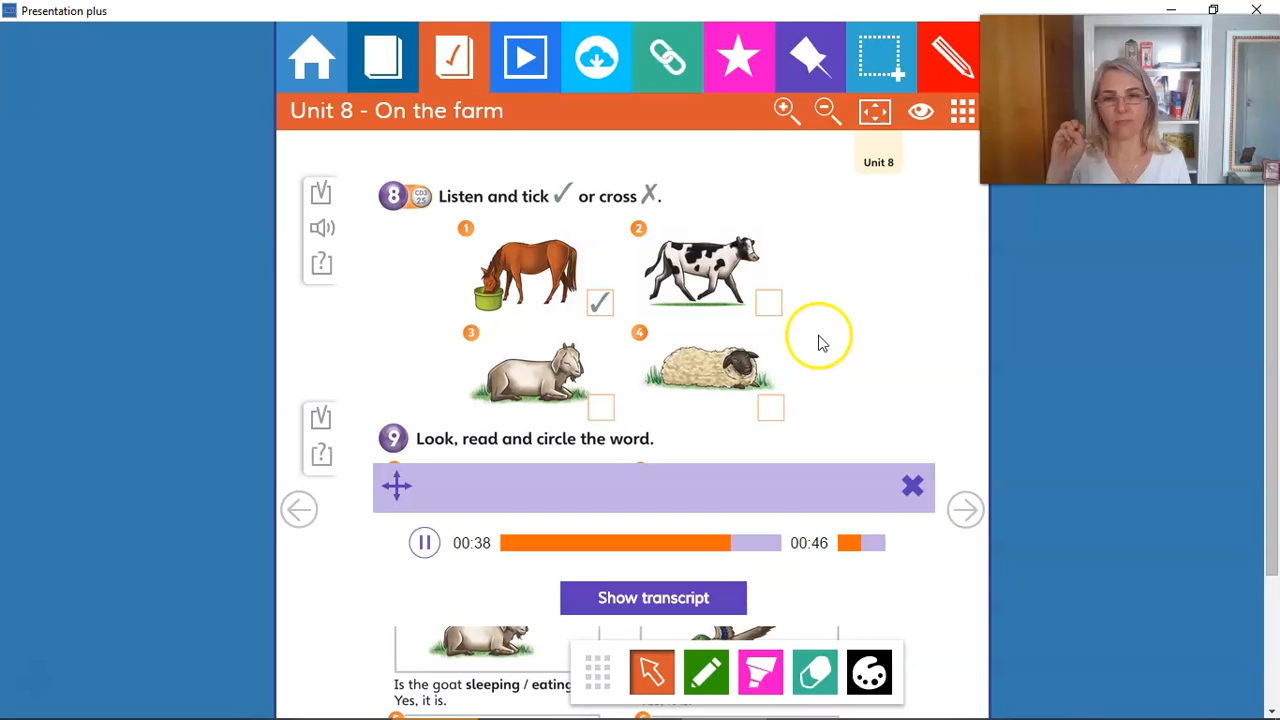 Presentation plus
Unit 8 - On the farm
Unit 8
8 CD3 25 Listen and tick ✓ or cross ✗.
1
2
✓
3
4
9 Look, read and circle the word.
00:38
00:46
Show transcript
Is the goat sleeping / eating
Yes, it is.